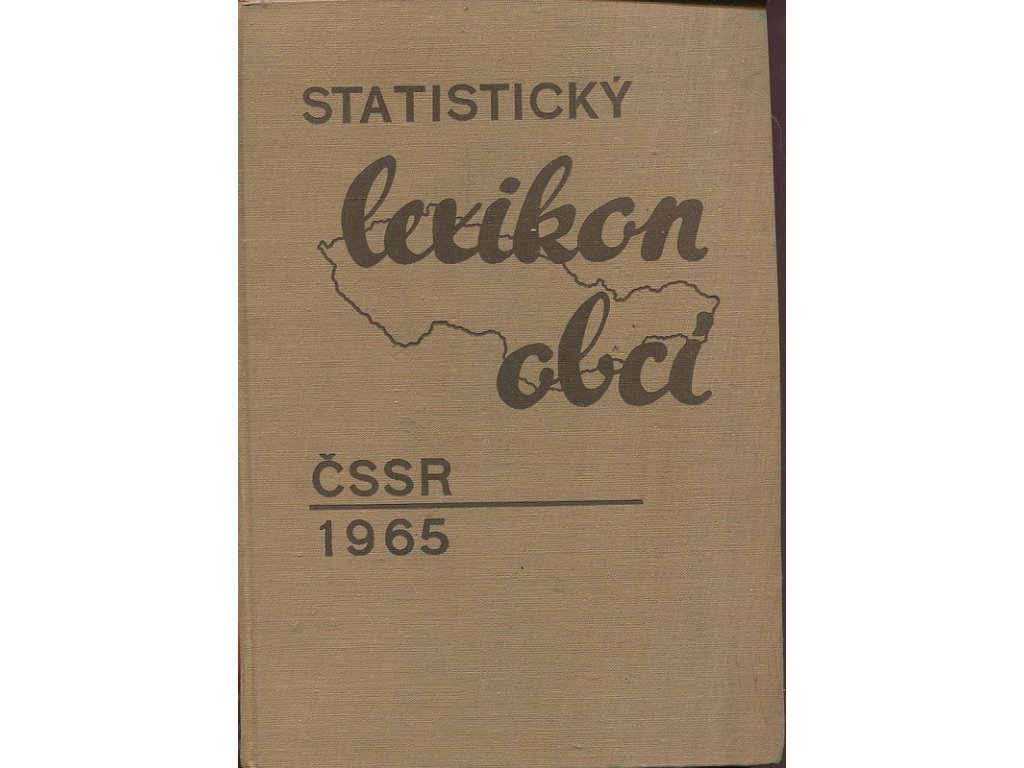 STATISTICKÝ
lexikon
obcí
ČSSR
1965